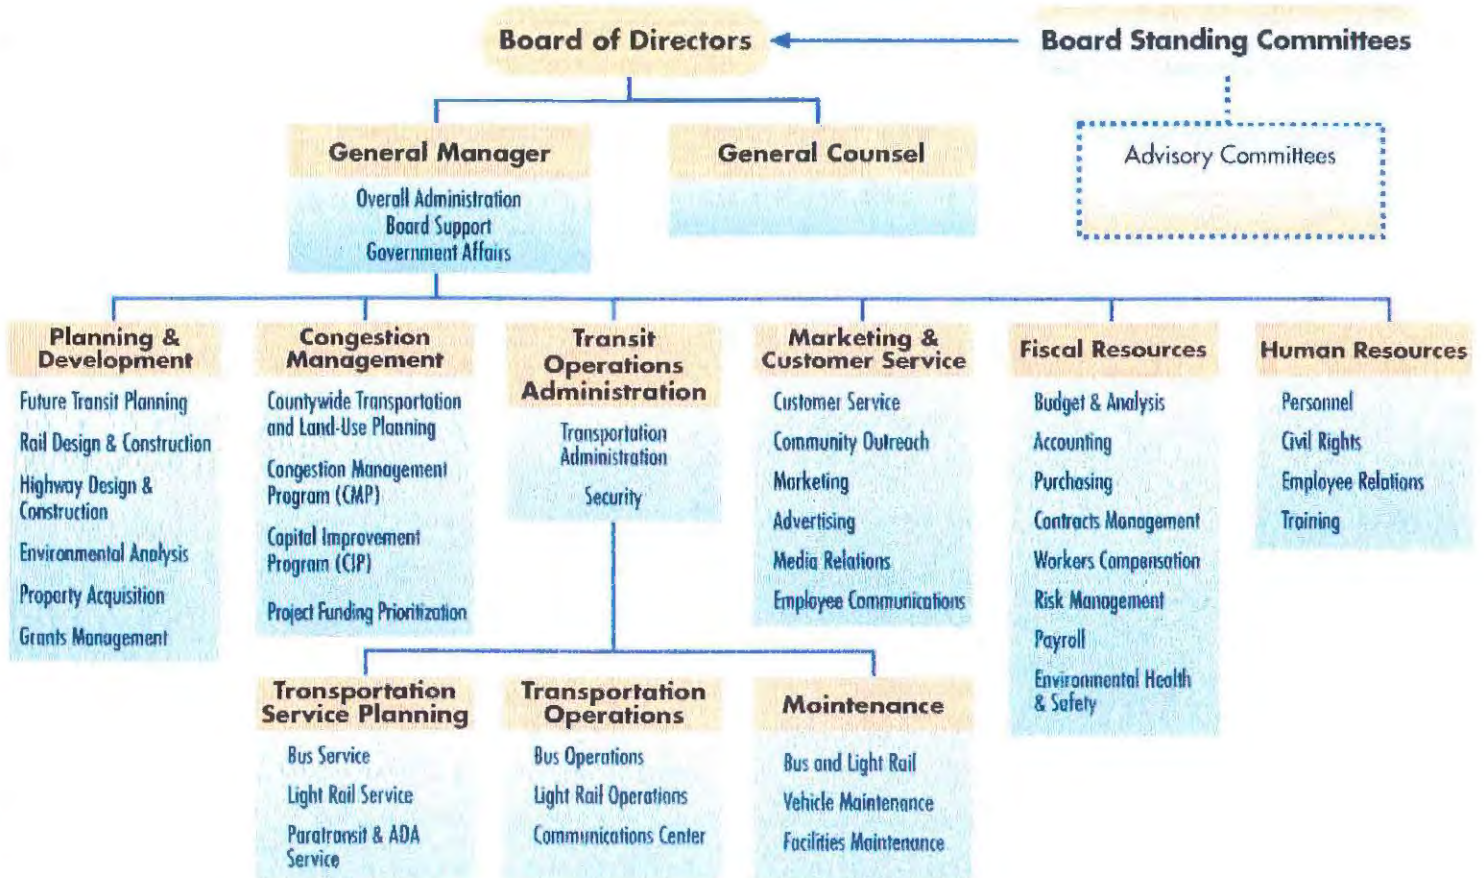 Board of Directors
Board Standing Committees
Advisory Committees
General Manager
Overall Administration
Board Support
Government Affairs
General Counsel
Planning &
Development
Future Transit Planning
Rail Design & Construction
Highway Design &
Construction
Environmental Analysis
Property Acquisition
Grants Management
Congestion
Management
Countywide Transportation
and Land-Use Planning
Congestion Management
Program (CMP)
Capital Improvement
Program (CIP)
Project Funding Prioritization
Transit
Operations
Administration
Transportation
Administration
Security
Marketing &
Customer Service
Customer Service
Community Outreach
Marketing
Advertising
Media Relations
Employee Communications
Fiscal Resources
Budget & Analysis
Accounting
Purchasing
Contracts Management
Workers Compensation
Risk Management
Payroll
Environmental Health
& Safety
Human Resources
Personnel
Civil Rights
Employee Relations
Training
Transportation
Service Planning
Bus Service
Light Rail Service
Paratransit & ADA
Service
Transportation
Operations
Bus Operations
Light Rail Operations
Communications Center
Maintenance
Bus and Light Rail
Vehicle Maintenance
Facilities Maintenance